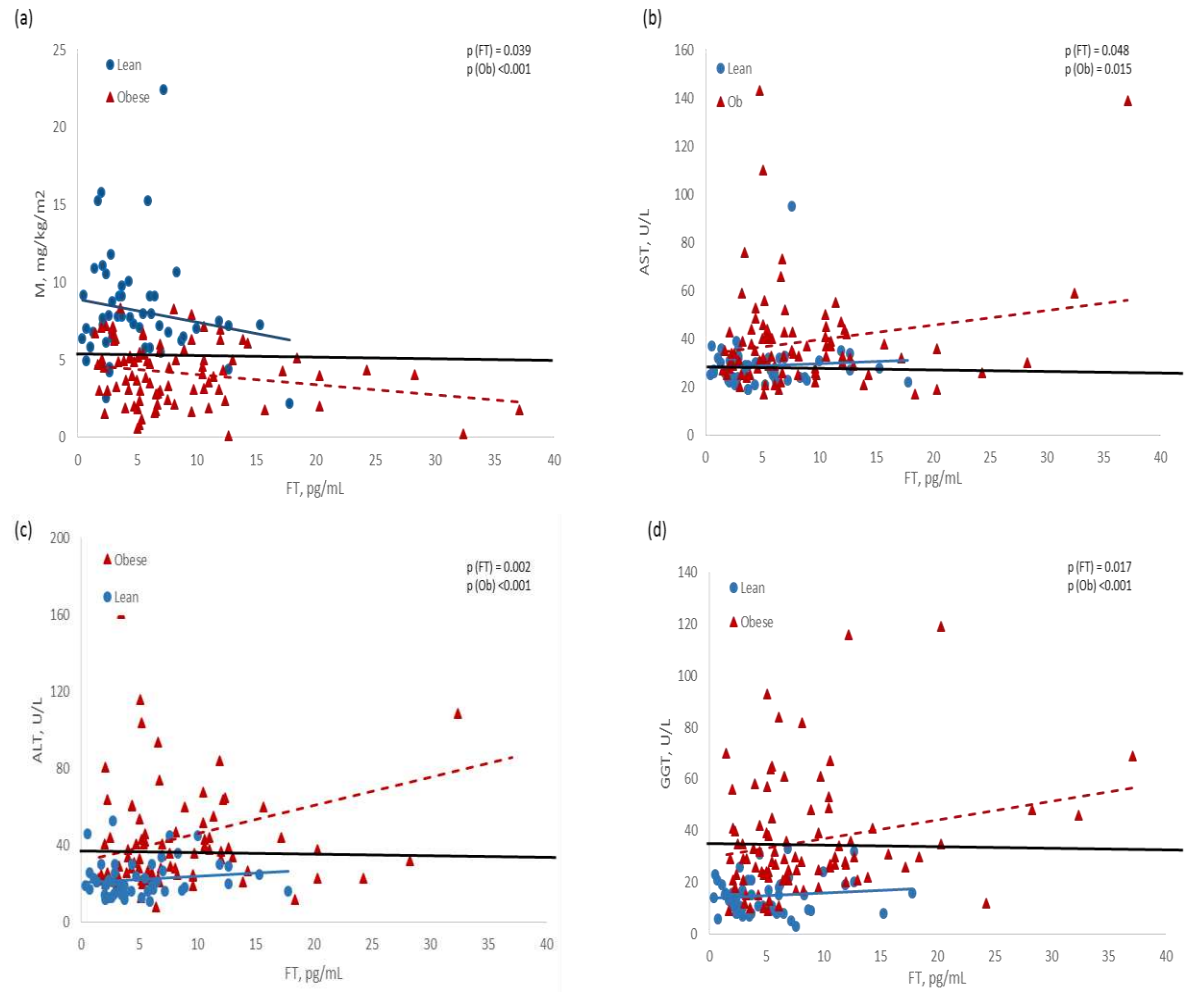 (a)
p (FT) = 0.039
p (Ob) <0.001
Lean
Obese
25
20
15
10
5
0
M, mg/kg/m2
0 5 10 15 20 25 30 35 40
FT, pg/mL
(b)
p (FT) = 0.048
p (Ob) = 0.015
Lean
Ob
160
140
120
100
80
60
40
20
0
AST, U/L
0 5 10 15 20 25 30 35 40
FT, pg/mL
(c)
p (FT) = 0.002
p (Ob) <0.001
Obese
Lean
200
160
120
80
40
0
ALT, U/L
0 5 10 15 20 25 30 35 40
FT, pg/mL
(d)
p (FT) = 0.017
p (Ob) <0.001
Lean
Obese
140
120
100
80
60
40
20
0
GGT, U/L
0 5 10 15 20 25 30 35 40
FT, pg/mL